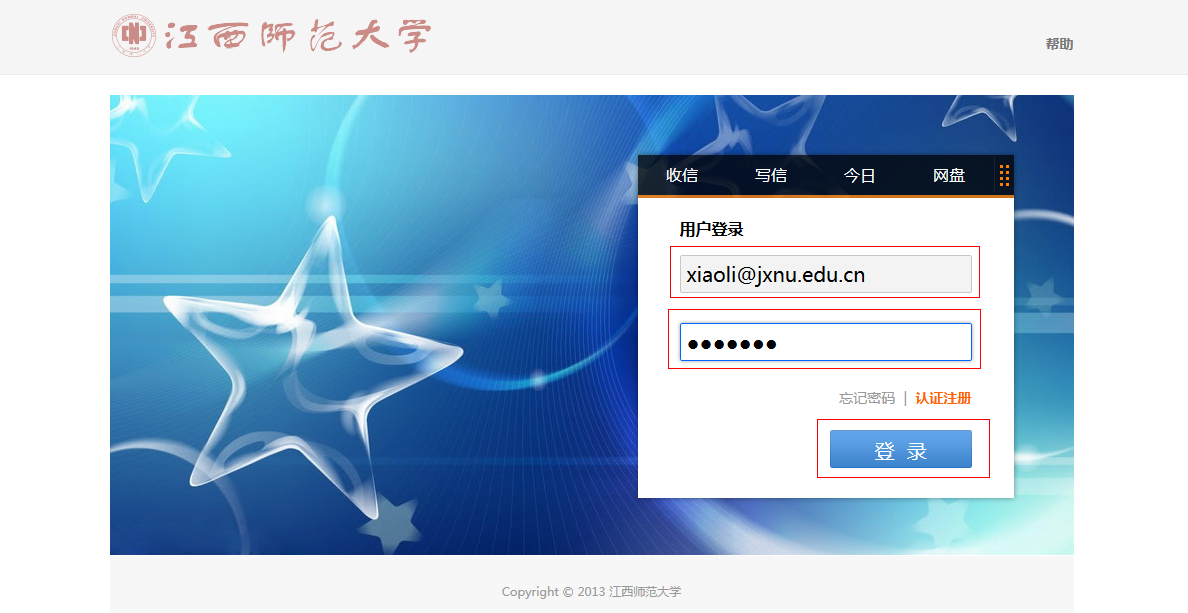 江西师范大学
帮助
收信 写信 今日 网盘
用户登录
xiaoli@jxnu.edu.cn
●●●●●●●
忘记密码 | 认证注册
登 录
Copyright © 2013 江西师范大学